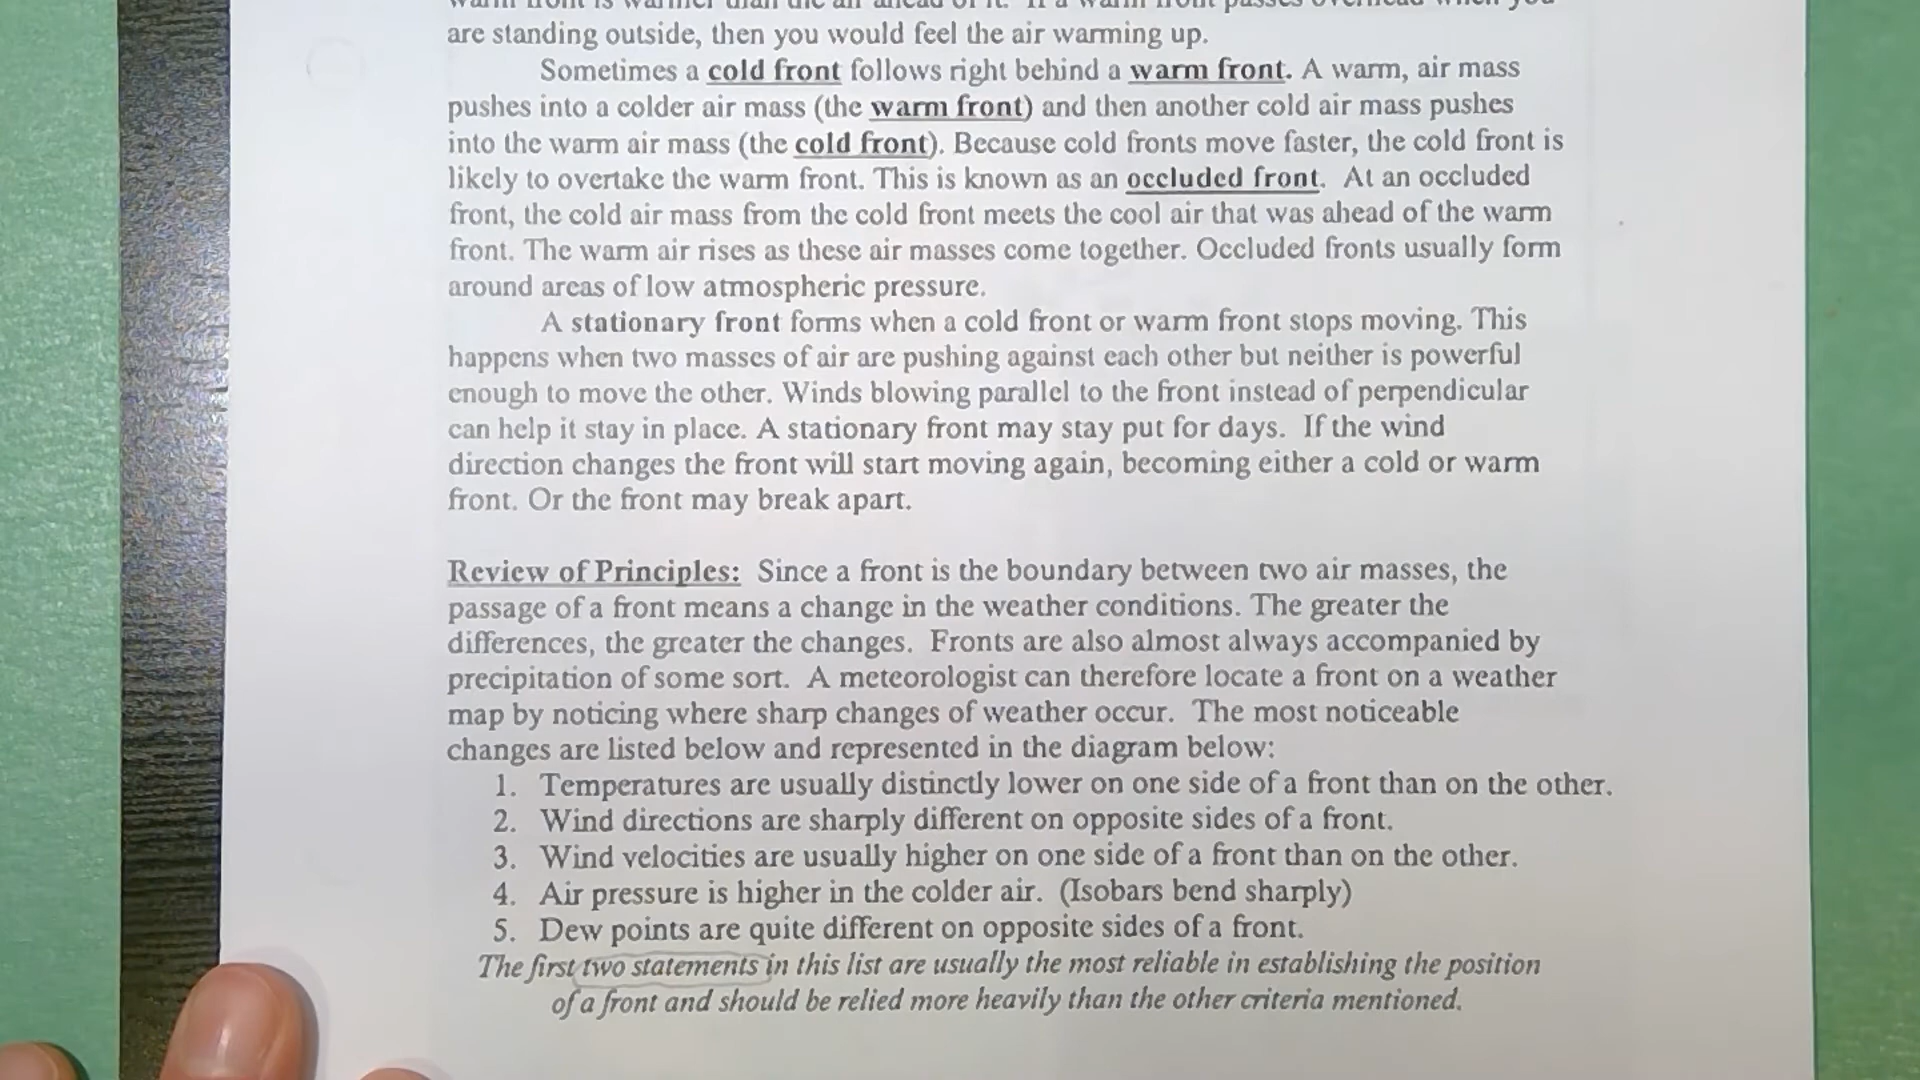 warm front is warmer than the air ahead of it. If a warm front passes overhead when you
are standing outside, then you would feel the air warming up.
Sometimes a cold front follows right behind a warm front. A warm, air mass
pushes into a colder air mass (the warm front) and then another cold air mass pushes
into the warm air mass (the cold front). Because cold fronts move faster, the cold front is
likely to overtake the warm front. This is known as an occluded front. At an occluded
front, the cold air mass from the cold front meets the cool air that was ahead of the warm
front. The warm air rises as these air masses come together. Occluded fronts usually form
around areas of low atmospheric pressure.
A stationary front forms when a cold front or warm front stops moving. This
happens when two masses of air are pushing against each other but neither is powerful
enough to move the other. Winds blowing parallel to the front instead of perpendicular
can help it stay in place. A stationary front may stay put for days. If the wind
direction changes the front will start moving again, becoming either a cold or warm
front. Or the front may break apart.
Review of Principles: Since a front is the boundary between two air masses, the
passage of a front means a change in the weather conditions. The greater the
differences, the greater the changes. Fronts are also almost always accompanied by
precipitation of some sort. A meteorologist can therefore locate a front on a weather
map by noticing where sharp changes of weather occur. The most noticeable
changes are listed below and represented in the diagram below:
1. Temperatures are usually distinctly lower on one side of a front than on the other.
2. Wind directions are sharply different on opposite sides of a front.
3. Wind velocities are usually higher on one side of a front than on the other.
4. Air pressure is higher in the colder air. (Isobars bend sharply)
5. Dew points are quite different on opposite sides of a front.
The first two statements in this list are usually the most reliable in establishing the position
of a front and should be relied more heavily than the other criteria mentioned.